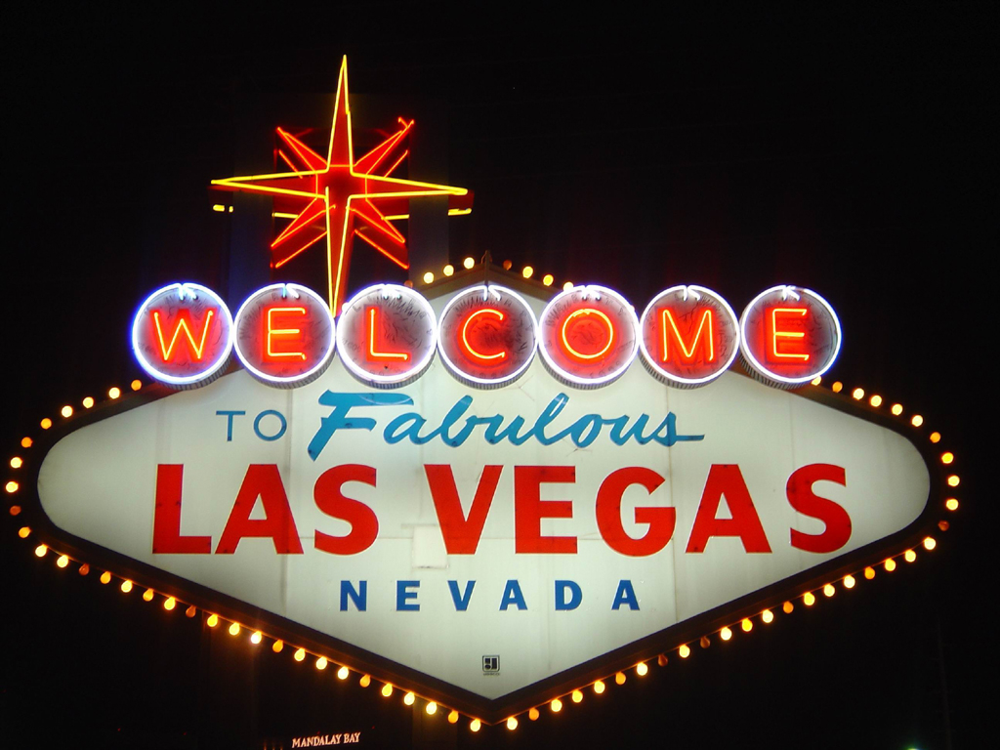 WELCOME
TO Fabulous
LAS VEGAS
NEVADA
MANDALAY BAY